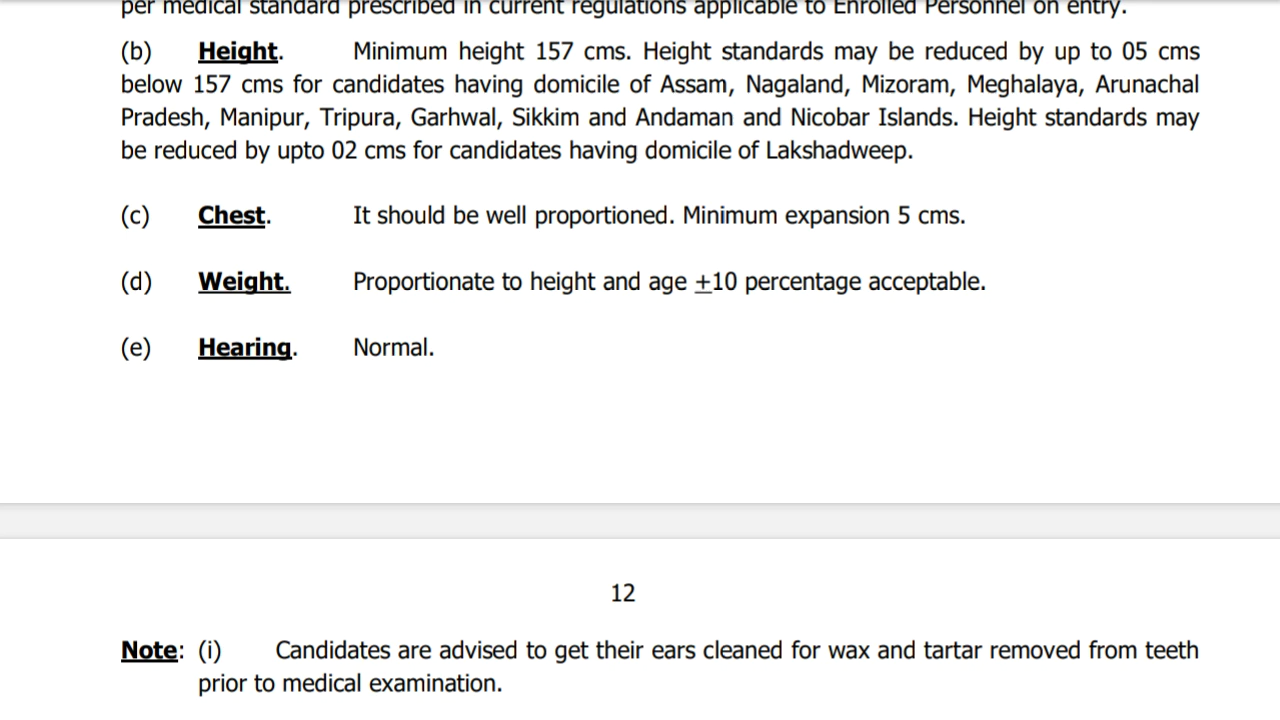 per medical standard prescribed in current regulations applicable to Enrolled Personnel on entry.
(b) Height. Minimum height 157 cms. Height standards may be reduced by up to 05 cms
below 157 cms for candidates having domicile of Assam, Nagaland, Mizoram, Meghalaya, Arunachal
Pradesh, Manipur, Tripura, Garhwal, Sikkim and Andaman and Nicobar Islands. Height standards may
be reduced by upto 02 cms for candidates having domicile of Lakshadweep.
(c) Chest. It should be well proportioned. Minimum expansion 5 cms.
(d) Weight. Proportionate to height and age ±10 percentage acceptable.
(e) Hearing. Normal.
12
Note: (i) Candidates are advised to get their ears cleaned for wax and tartar removed from teeth
prior to medical examination.